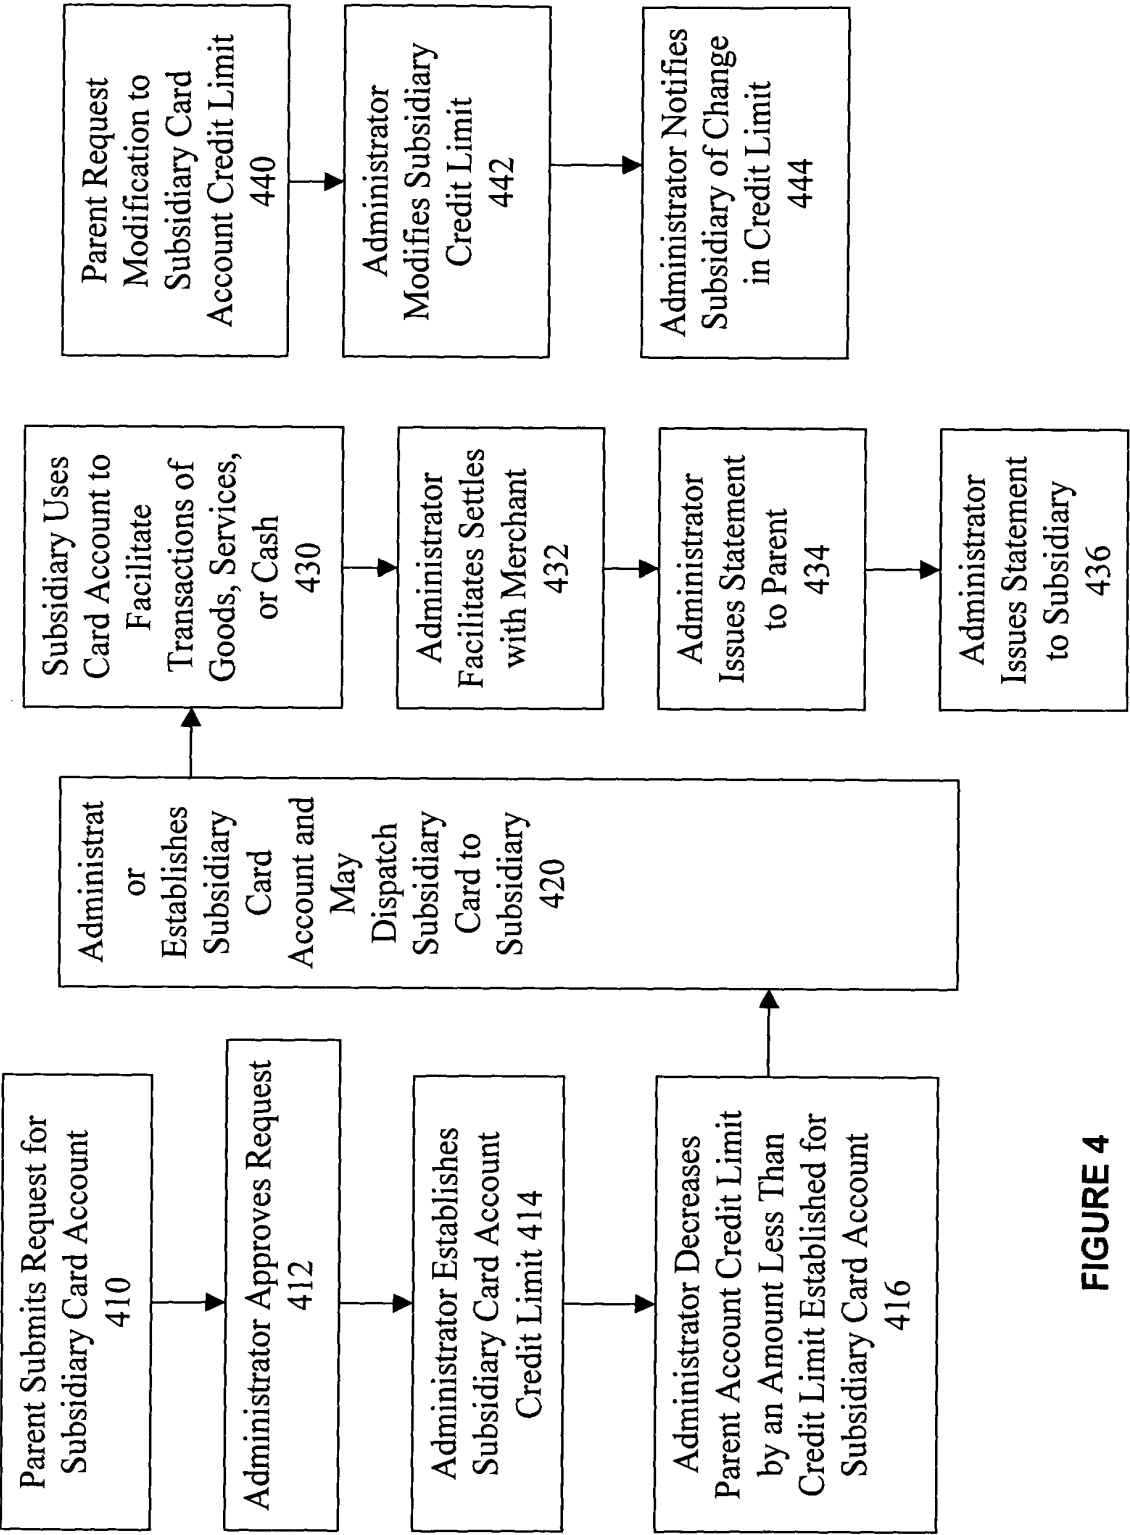 Parent Submits Request for
Subsidiary Card Account
410
Administrator Approves Request
412
Administrator Establishes
Subsidiary Card Account
Credit Limit 414
Administrator Decreases
Parent Account Credit Limit
by an Amount Less Than
Credit Limit Established for
Subsidiary Card Account
416
Administrat
or
Establishes
Subsidiary
Card
Account and
May
Dispatch
Subsidiary
Card to
Subsidiary
420
Subsidiary Uses
Card Account to
Facilitate
Transactions of
Goods, Services,
or Cash
430
Administrator
Facilitates Settles
with Merchant
432
Administrator
Issues Statement
to Parent
434
Administrator
Issues Statement
to Subsidiary
436
Parent Request
Modification to
Subsidiary Card
Account Credit Limit
440
Administrator
Modifies Subsidiary
Credit Limit
442
Administrator Notifies
Subsidiary of Change
in Credit Limit
444
FIGURE 4